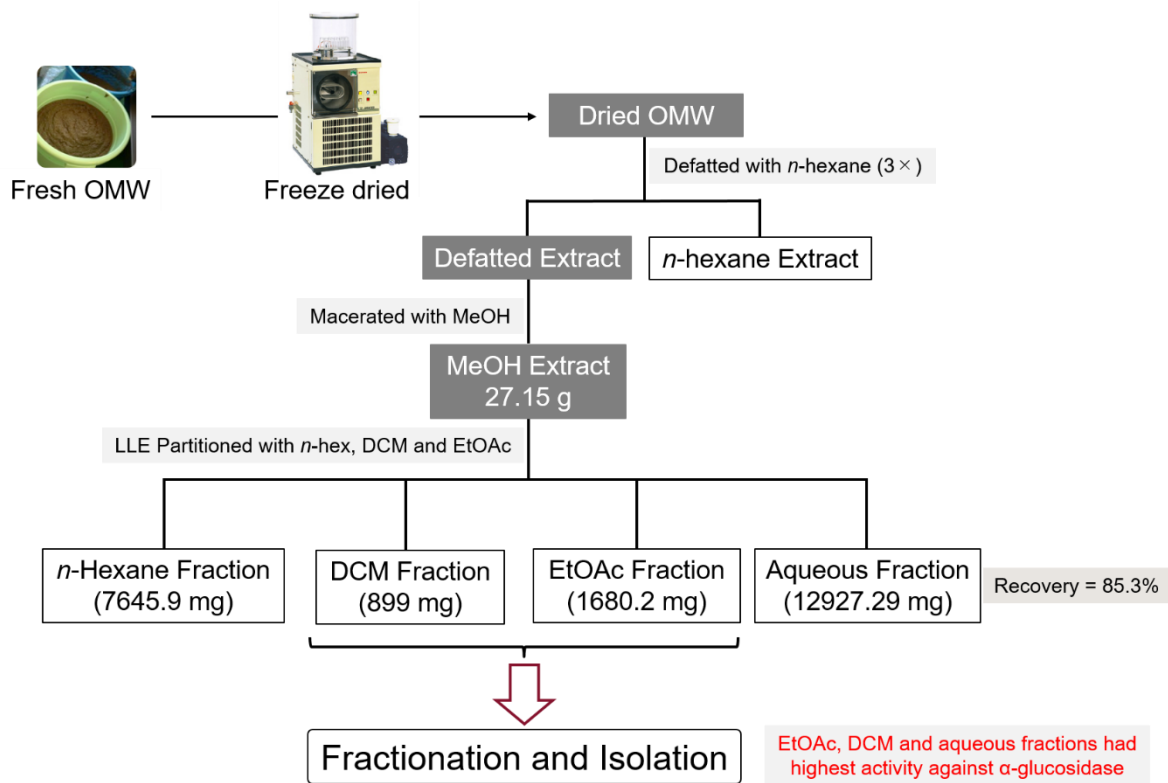 Fresh OMW
Freeze dried
Dried OMW
Defatted with n-hexane (3×)
Defatted Extract
n-hexane Extract
Macerated with MeOH
MeOH Extract
27.15 g
LLE Partitioned with n-hex, DCM and EtOAc
n-Hexane Fraction
(7645.9 mg)
DCM Fraction
(899 mg)
EtOAc Fraction
(1680.2 mg)
Aqueous Fraction
(12927.29 mg)
Recovery = 85.3%
Fractionation and Isolation
EtOAc, DCM and aqueous fractions had
highest activity against α-glucosidase